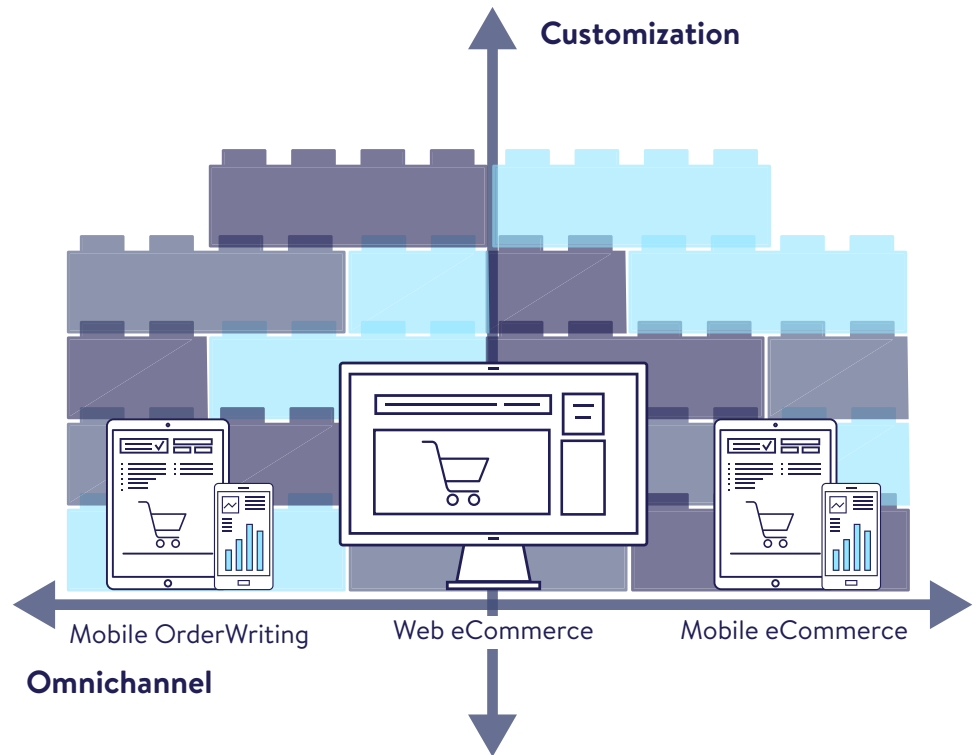 Customization
Mobile OrderWriting
Web eCommerce
Mobile eCommerce
Omnichannel